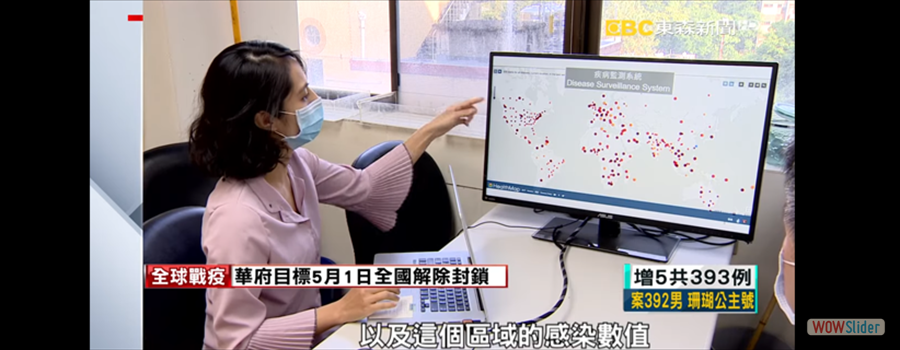 EBC東森新聞
疾病監測系統
Disease Surveillance System
HealthMap
ASUS
全球戰疫
華府目標5月1日全國解除封鎖
增5共393例
案392男 珊瑚公主號
以及這個區域的感染數值
WOWSlider